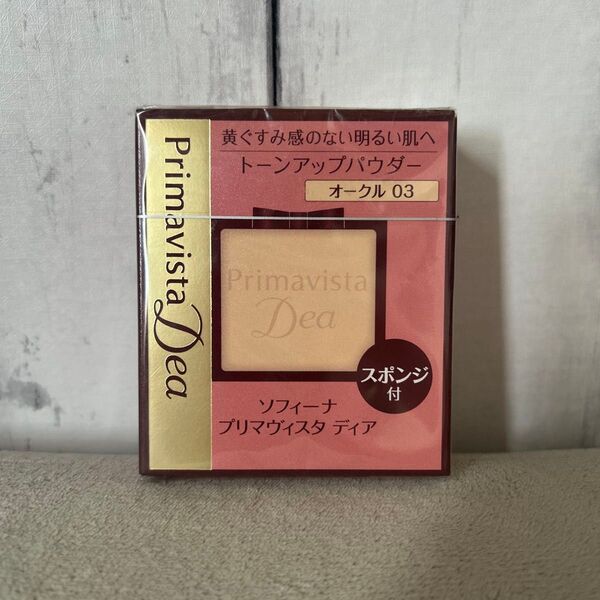 Primavista Dea
黄ぐすみ感のない明るい肌へ
トーンアップパウダー
オークル 03
Primavista
Dea
スポンジ
付
ソフィーナ
プリマヴィスタ ディア